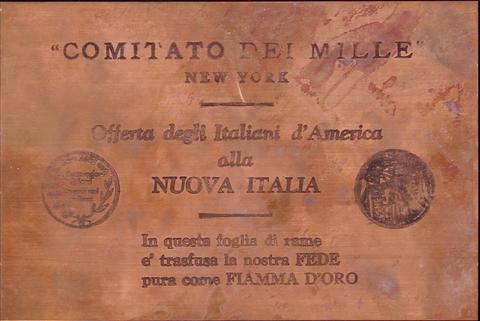 "COMITATO DEI MILLE"
NEW YORK
Offerta degli Italiani d'America
alla
NUOVA ITALIA
In questa foglia di rame
e' trasfusa la nostra FEDE
pura come FIAMMA D'ORO